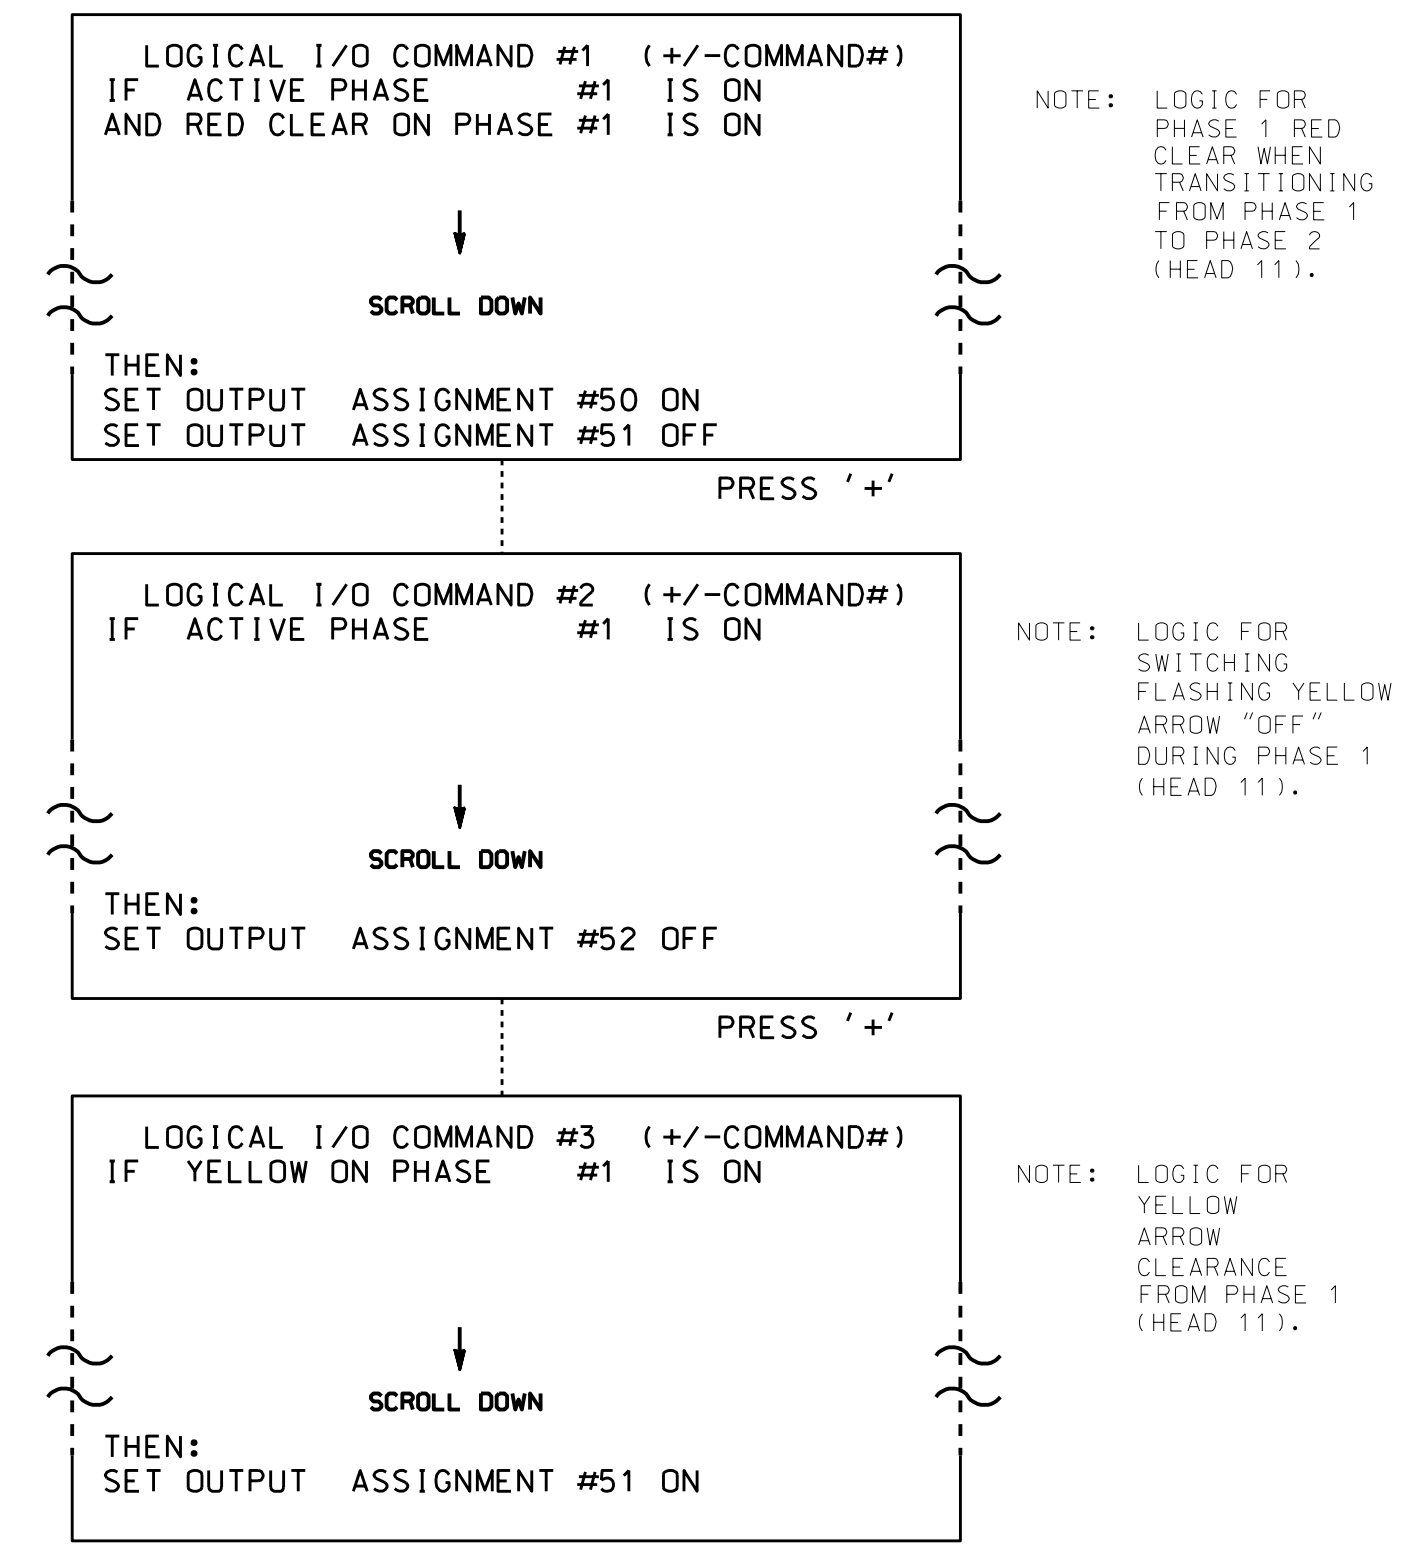 LOGICAL I/O COMMAND #1 (+/-COMMAND#)
IF ACTIVE PHASE #1 IS ON
AND RED CLEAR ON PHASE #1 IS ON
SCROLL DOWN
THEN:
SET OUTPUT ASSIGNMENT #50 ON
SET OUTPUT ASSIGNMENT #51 OFF
NOTE: LOGIC FOR
PHASE 1 RED
CLEAR WHEN
TRANSITIONING
FROM PHASE 1
TO PHASE 2
(HEAD 11).
PRESS '+'
LOGICAL I/O COMMAND #2 (+/-COMMAND#)
IF ACTIVE PHASE #1 IS ON
SCROLL DOWN
THEN:
SET OUTPUT ASSIGNMENT #52 OFF
NOTE: LOGIC FOR
SWITCHING
FLASHING YELLOW
ARROW "OFF"
DURING PHASE 1
(HEAD 11).
PRESS '+'
LOGICAL I/O COMMAND #3 (+/-COMMAND#)
IF YELLOW ON PHASE #1 IS ON
SCROLL DOWN
THEN:
SET OUTPUT ASSIGNMENT #51 ON
NOTE: LOGIC FOR
YELLOW
ARROW
CLEARANCE
FROM PHASE 1
(HEAD 11).